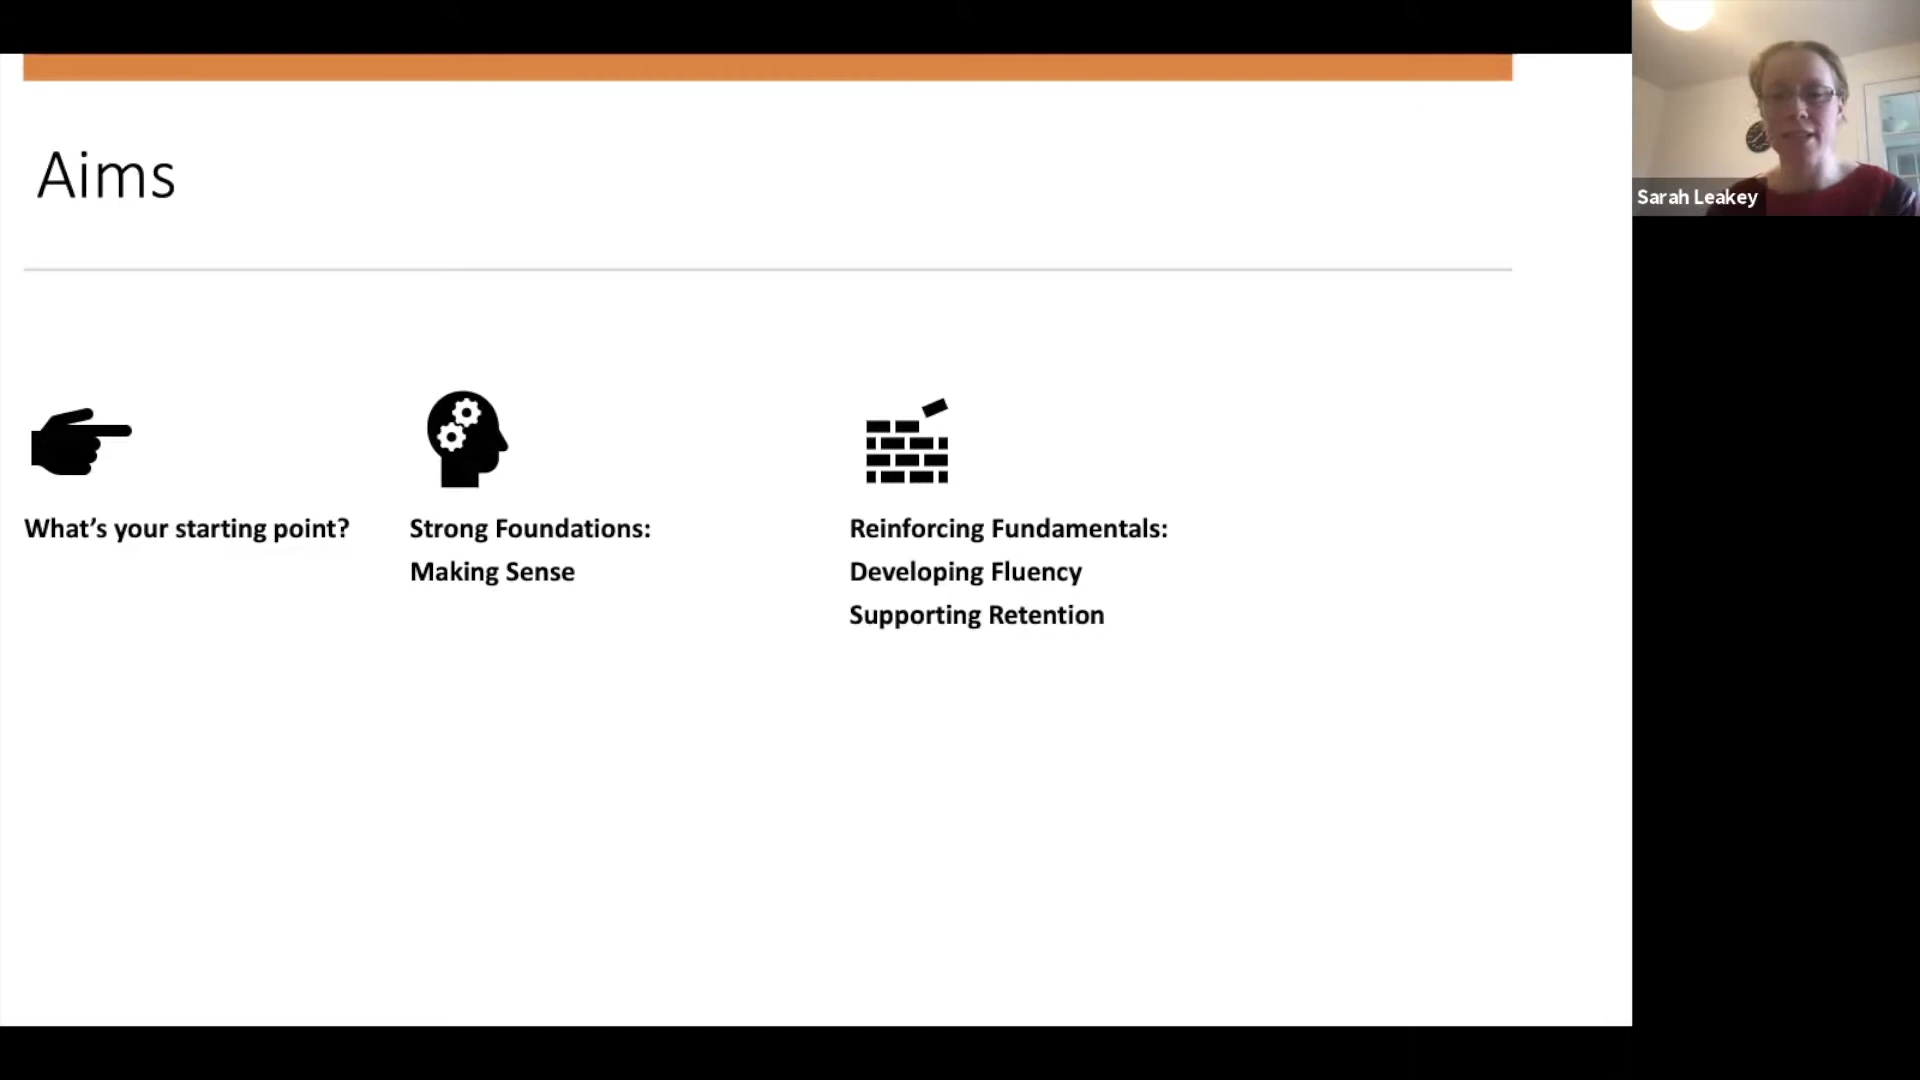 Aims
What's your starting point?
Strong Foundations:
Making Sense
Reinforcing Fundamentals:
Developing Fluency
Supporting Retention
Sarah Leakey